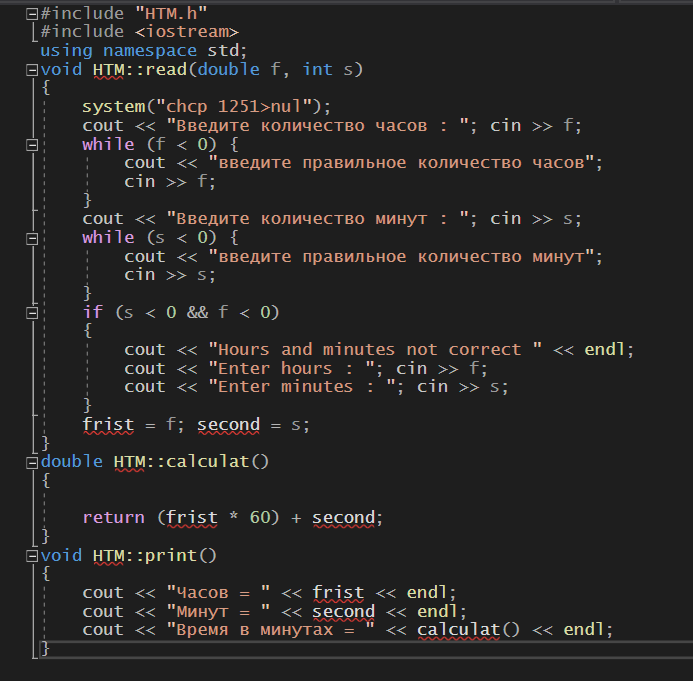 #include "HTM.h"
#include <iostream>
using namespace std;
void HTM::read(double f, int s)
{
    system("chcp 1251>nul");
    cout << "Введите количество часов : "; cin >> f;
    while (f < 0) {
        cout << "введите правильное количество часов";
        cin >> f;
    }
    cout << "Введите количество минут : "; cin >> s;
    while (s < 0) {
        cout << "введите правильное количество минут";
        cin >> s;
    }
    if (s < 0 && f < 0)
    {
        cout << "Hours and minutes not correct " << endl;
        cout << "Enter hours : "; cin >> f;
        cout << "Enter minutes : "; cin >> s;
    }
    frist = f; second = s;
}
double HTM::calculat()
{
    return (frist * 60) + second;
}
void HTM::print()
{
    cout << "Часов = " << frist << endl;
    cout << "Минут = " << second << endl;
    cout << "Время в минутах = " << calculat() << endl;
}